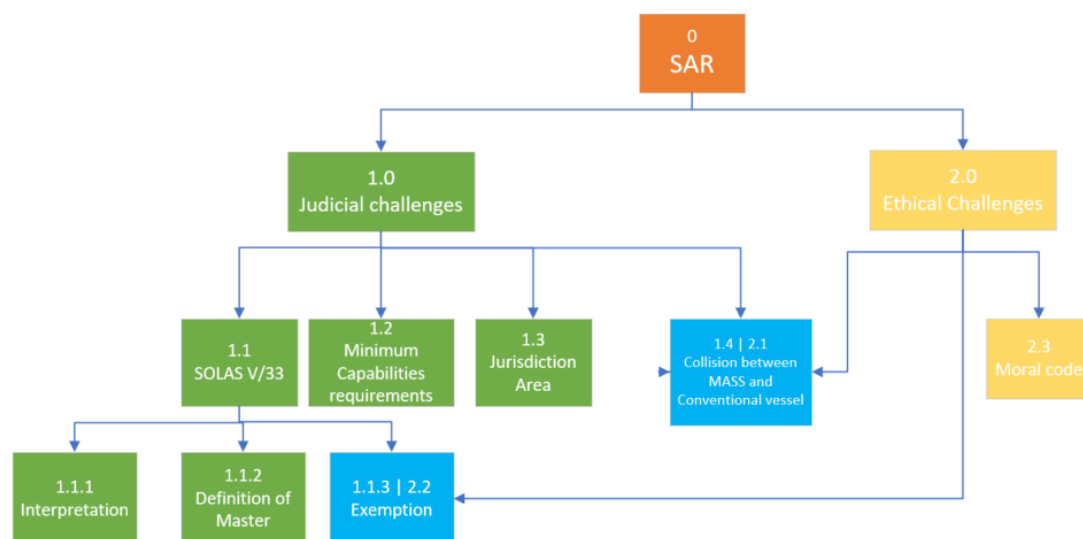 0
SAR
1.0
Judicial challenges
2.0
Ethical Challenges
1.1
SOLAS V/33
1.2
Minimum
Capabilities
requirements
1.3
Jurisdiction
Area
1.4 | 2.1
Collision between
MASS and
Conventional vessel
2.3
Moral code
1.1.1
Interpretation
1.1.2
Definition of
Master
1.1.3 | 2.2
Exemption